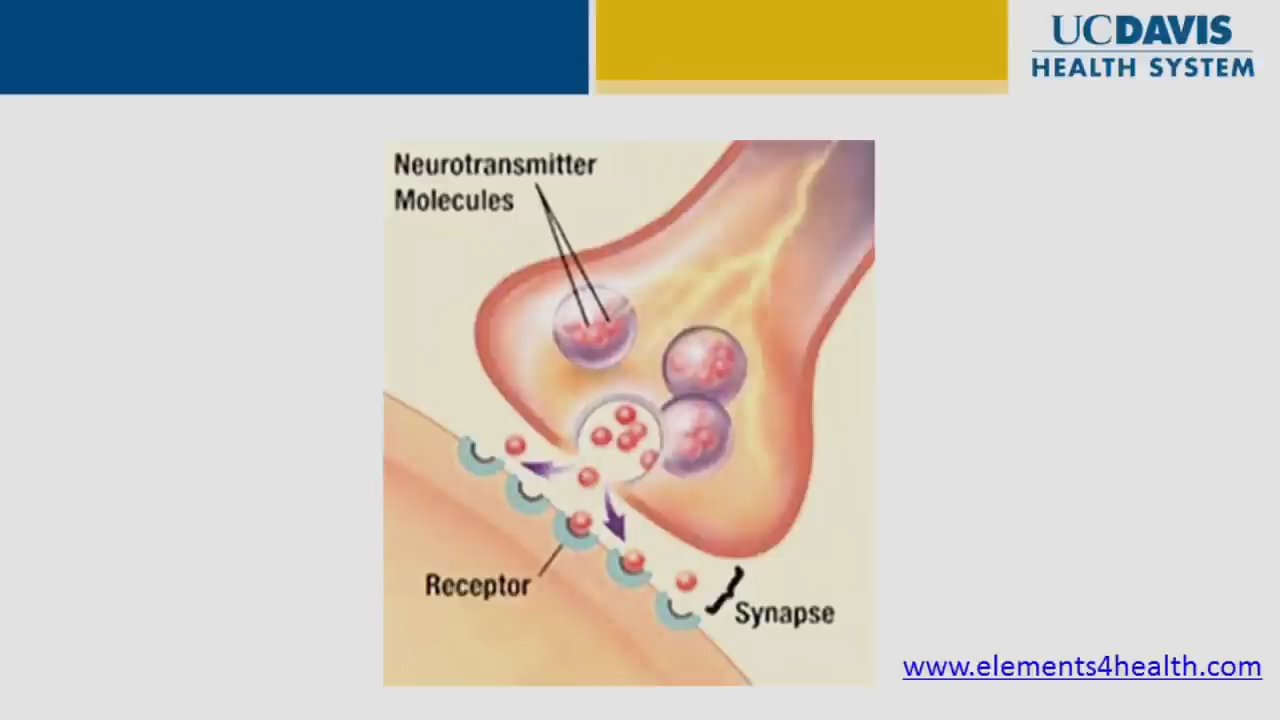 UCDAVIS
HEALTH SYSTEM
Neurotransmitter
Molecules
Receptor
Synapse
www.elements4health.com